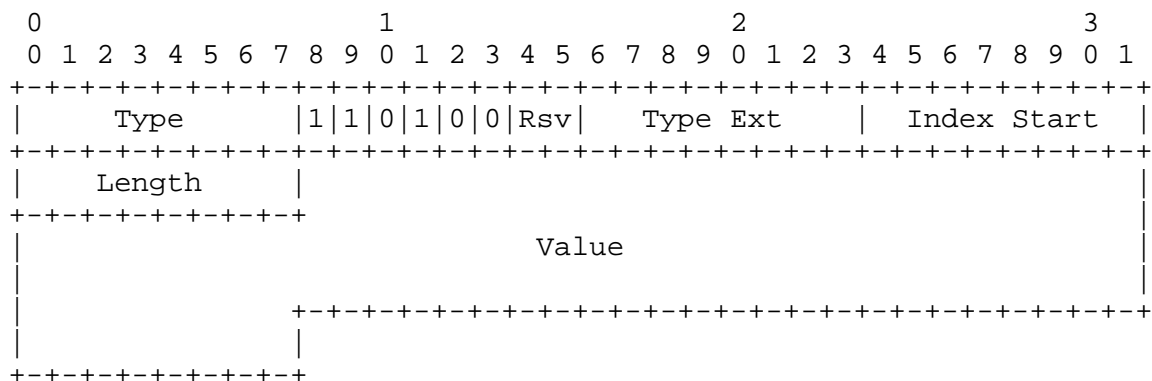 0                   1                   2                   3
 0 1 2 3 4 5 6 7 8 9 0 1 2 3 4 5 6 7 8 9 0 1 2 3 4 5 6 7 8 9 0 1
+-+-+-+-+-+-+-+-+-+-+-+-+-+-+-+-+-+-+-+-+-+-+-+-+-+-+-+-+-+-+-+-+
|     Type      |1|1|0|1|0|0|Rsv|   Type Ext    |  Index Start  |
+-+-+-+-+-+-+-+-+-+-+-+-+-+-+-+-+-+-+-+-+-+-+-+-+-+-+-+-+-+-+-+-+
|    Length     |                                               |
+-+-+-+-+-+-+-+-+                                               |
|                             Value                             |
|                                                               |
|               +-+-+-+-+-+-+-+-+-+-+-+-+-+-+-+-+-+-+-+-+-+-+-+-+
|               |
+-+-+-+-+-+-+-+-+